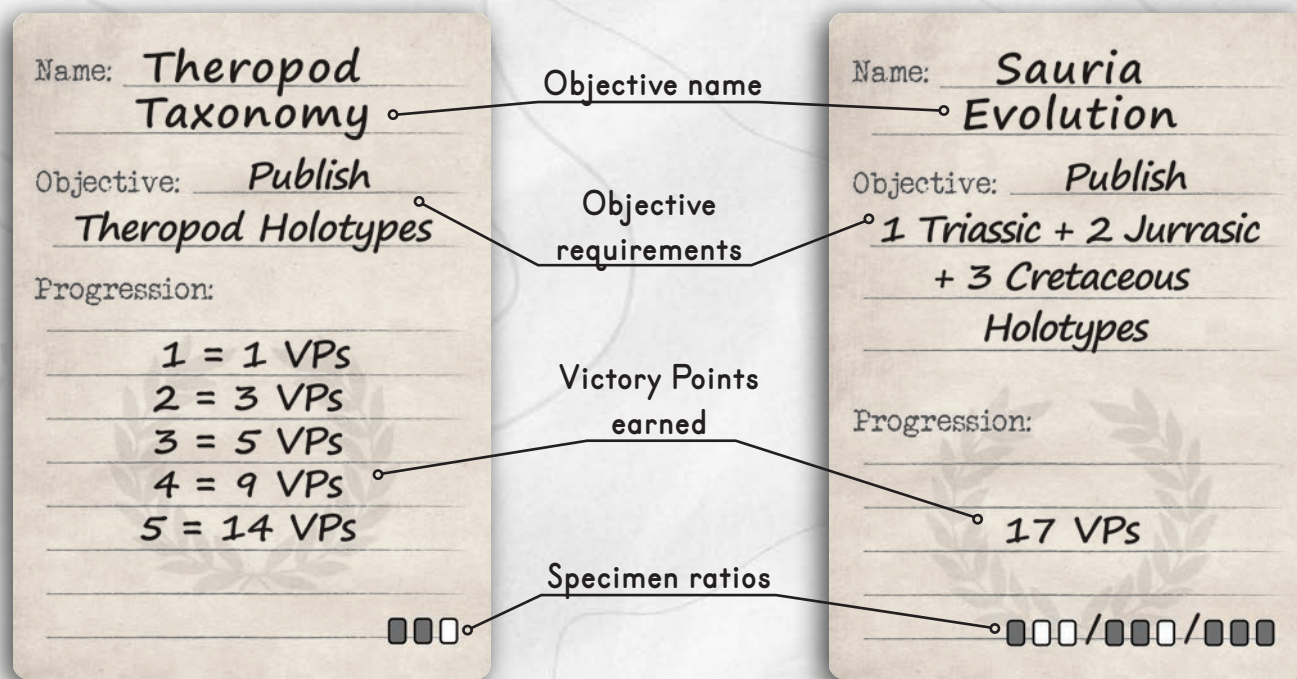 Name: Theropod
Taxonomy
Objective: Publish
Theropod Holotypes
Progression:
1 = 1 VPs
2 = 3 VPs
3 = 5 VPs
4 = 9 VPs
5 = 14 VPs
Objective name
Objective
requirements
Victory Points
earned
Specimen ratios
Name: Sauria
Evolution
Objective: Publish
1 Triassic + 2 Jurrasic
+ 3 Cretaceous
Holotypes
Progression:
17 VPs
/ /